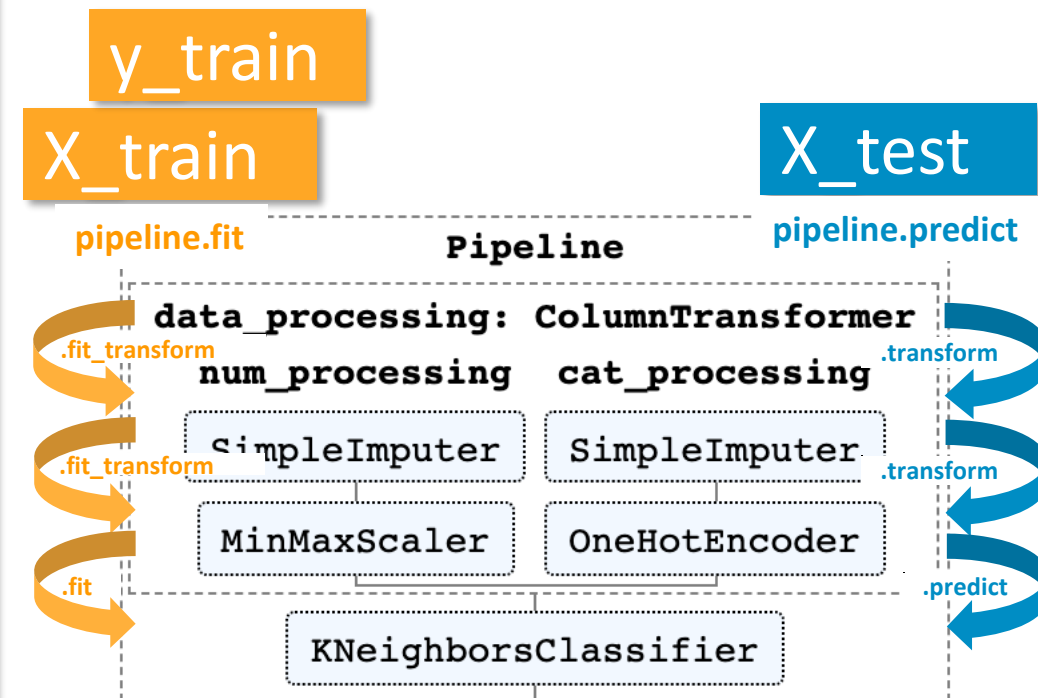 y_train
X_train
X_test
pipeline.fit
Pipeline
pipeline.predict
data_processing: ColumnTransformer
.fit_transform
.transform
num_processing cat_processing
SimpleImputer SimpleImputer
.fit_transform
.transform
MinMaxScaler OneHotEncoder
.fit
.predict
KNeighborsClassifier